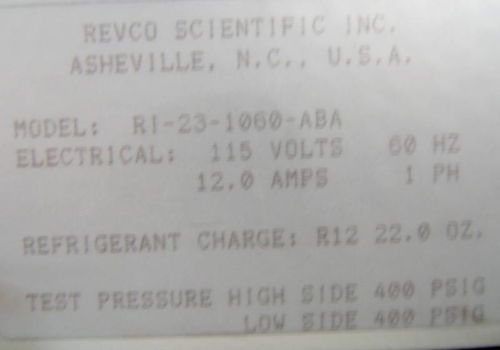 REVCO SCIENTIFIC INC.
ASHEVILLE, N.C., U.S.A.
MODEL: RI-23-1060-ABA
ELECTRICAL: 115 VOLTS 60 HZ
12.0 AMPS 1 PH
REFRIGERANT CHARGE: R12 22.0 OZ.
TEST PRESSURE HIGH SIDE 400 PSIG
LOW SIDE 400 PSIG